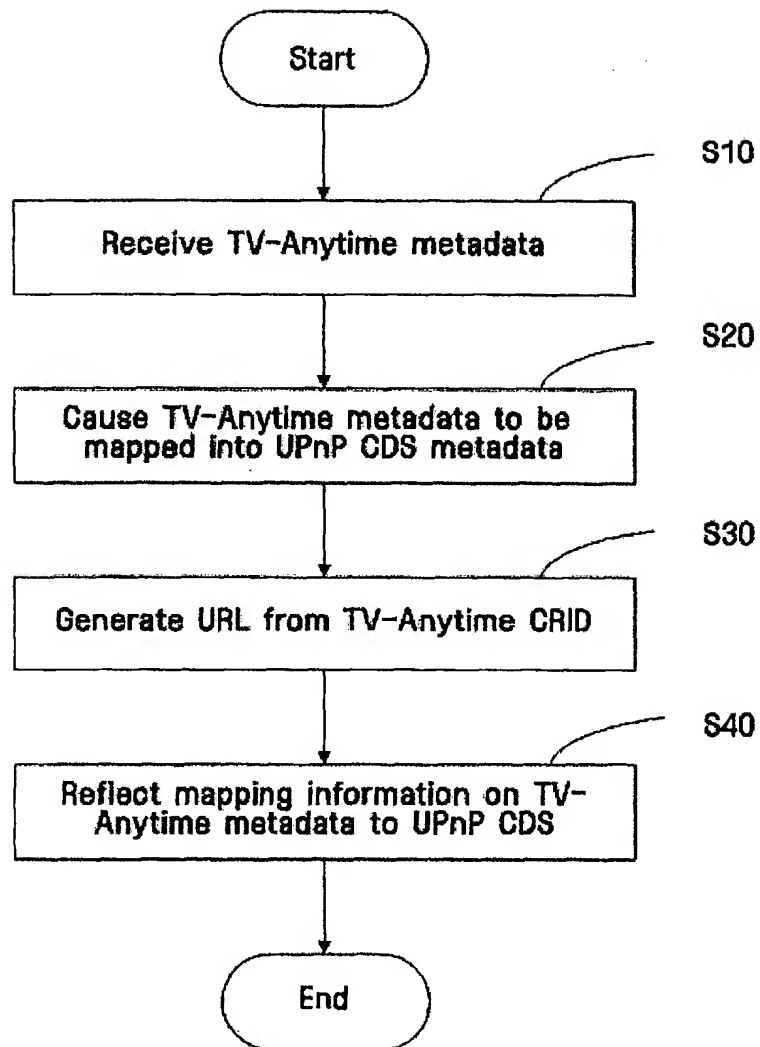 Start
S10
Receive TV-Anytime metadata
S20
Cause TV-Anytime metadata to be
mapped into UPnP CDS metadata
S30
Generate URL from TV-Anytime CRID
S40
Reflect mapping information on TV-
Anytime metadata to UPnP CDS
End